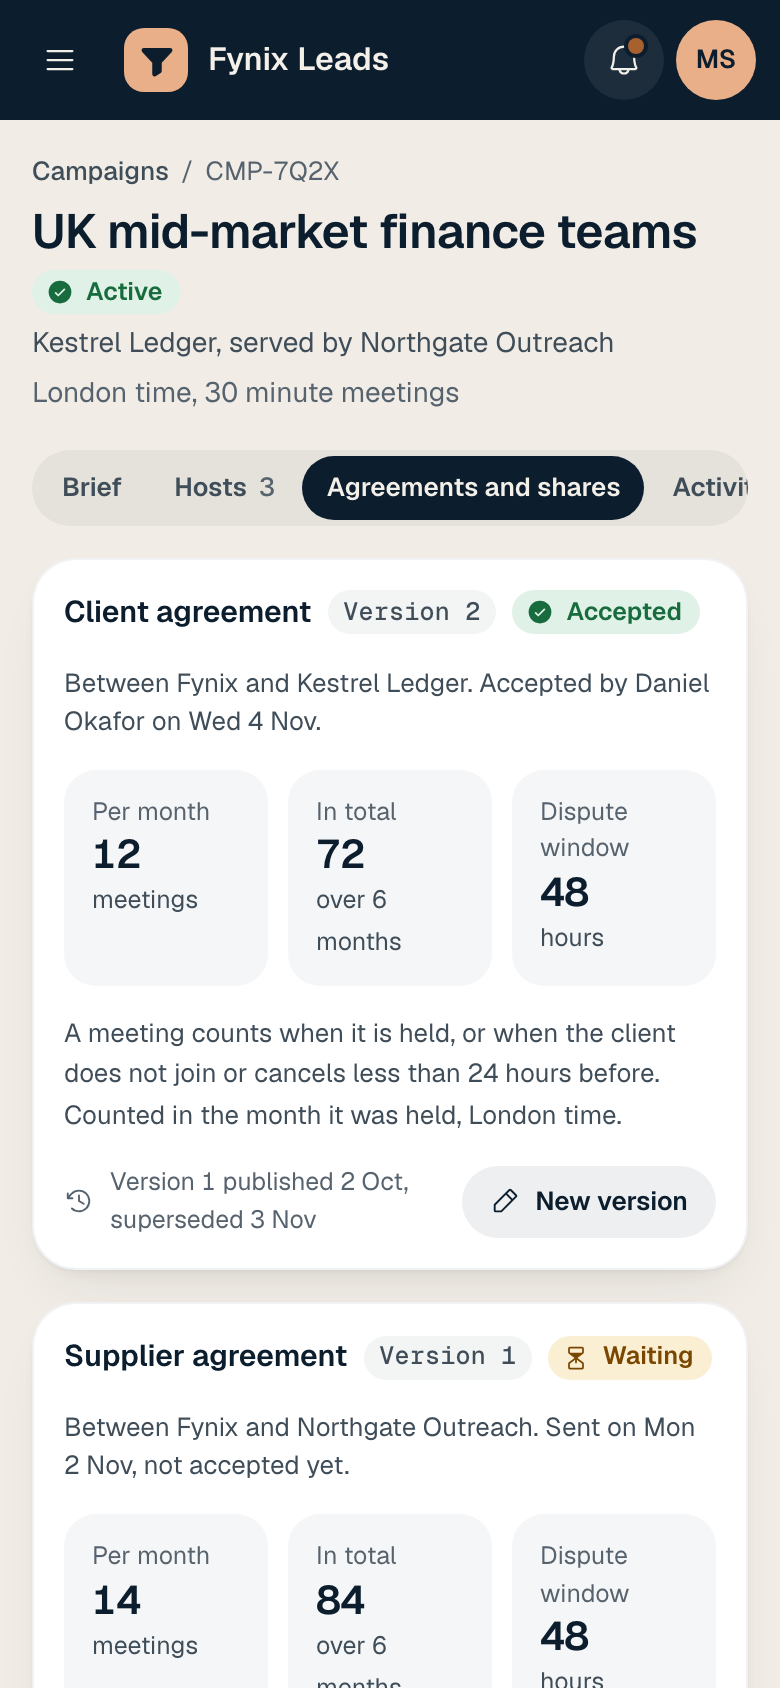 Fynix Leads
MS
Campaigns / CMP-7Q2X
UK mid-market finance teams
Active
Kestrel Ledger, served by Northgate Outreach
London time, 30 minute meetings
Brief Hosts 3 Agreements and shares Activit
Client agreement Version 2 Accepted
Between Fynix and Kestrel Ledger. Accepted by Daniel
Okafor on Wed 4 Nov.
Per month
12
meetings
In total
72
over 6
months
Dispute
window
48
hours
A meeting counts when it is held, or when the client
does not join or cancels less than 24 hours before.
Counted in the month it was held, London time.
Version 1 published 2 Oct,
superseded 3 Nov
New version
Supplier agreement Version 1 Waiting
Between Fynix and Northgate Outreach. Sent on Mon
2 Nov, not accepted yet.
Per month
14
meetings
In total
84
over 6
months
Dispute
window
48
hours